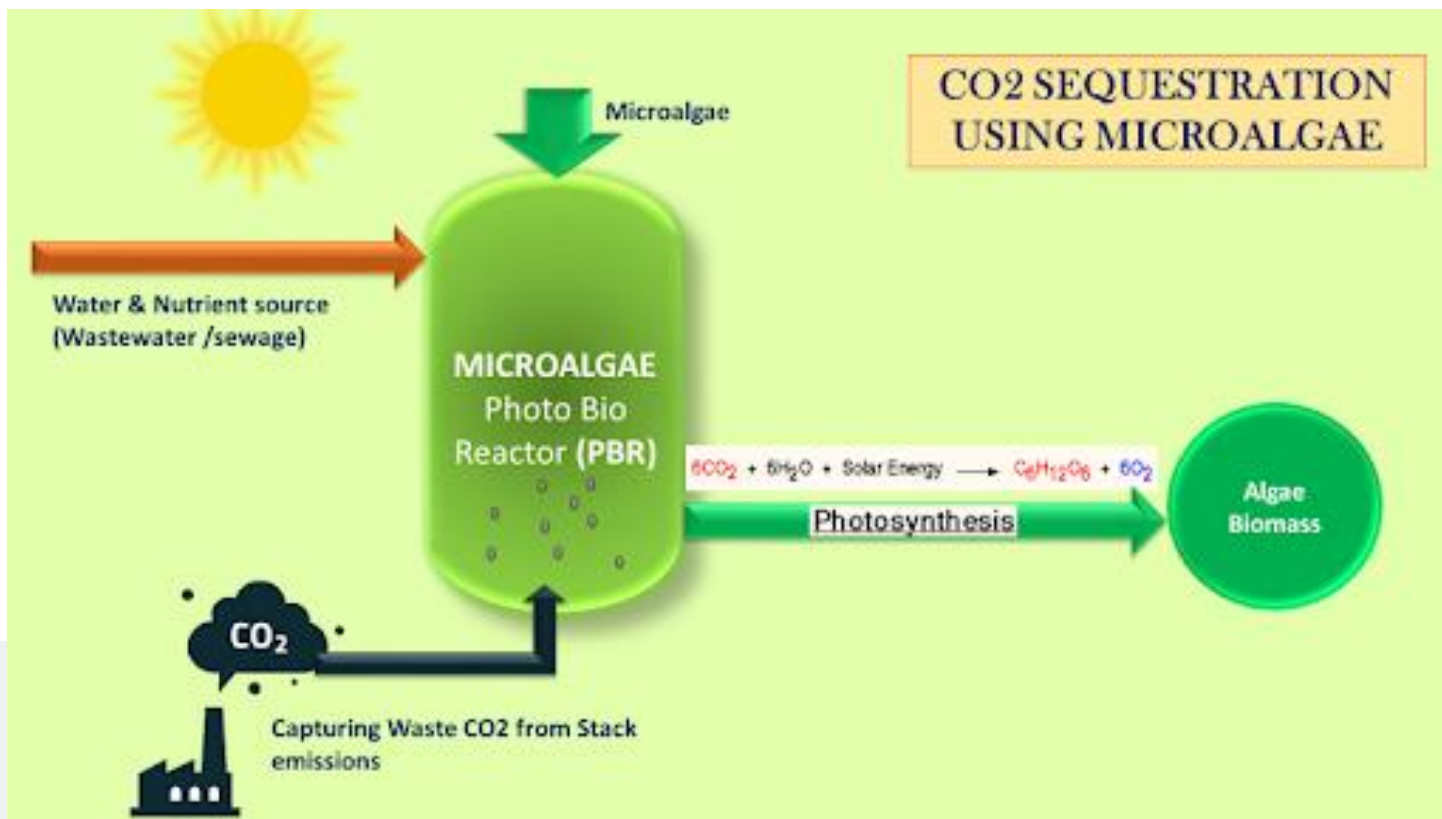 CO2 SEQUESTRATION
USING MICROALGAE
Microalgae
Water & Nutrient source
(Wastewater /sewage)
MICROALGAE
Photo Bio
Reactor (PBR)
6CO₂ + 6H₂O + Solar Energy → C₆H₁₂O₆ + 6O₂
Photosynthesis
Algae
Biomass
CO₂
Capturing Waste CO2 from Stack
emissions